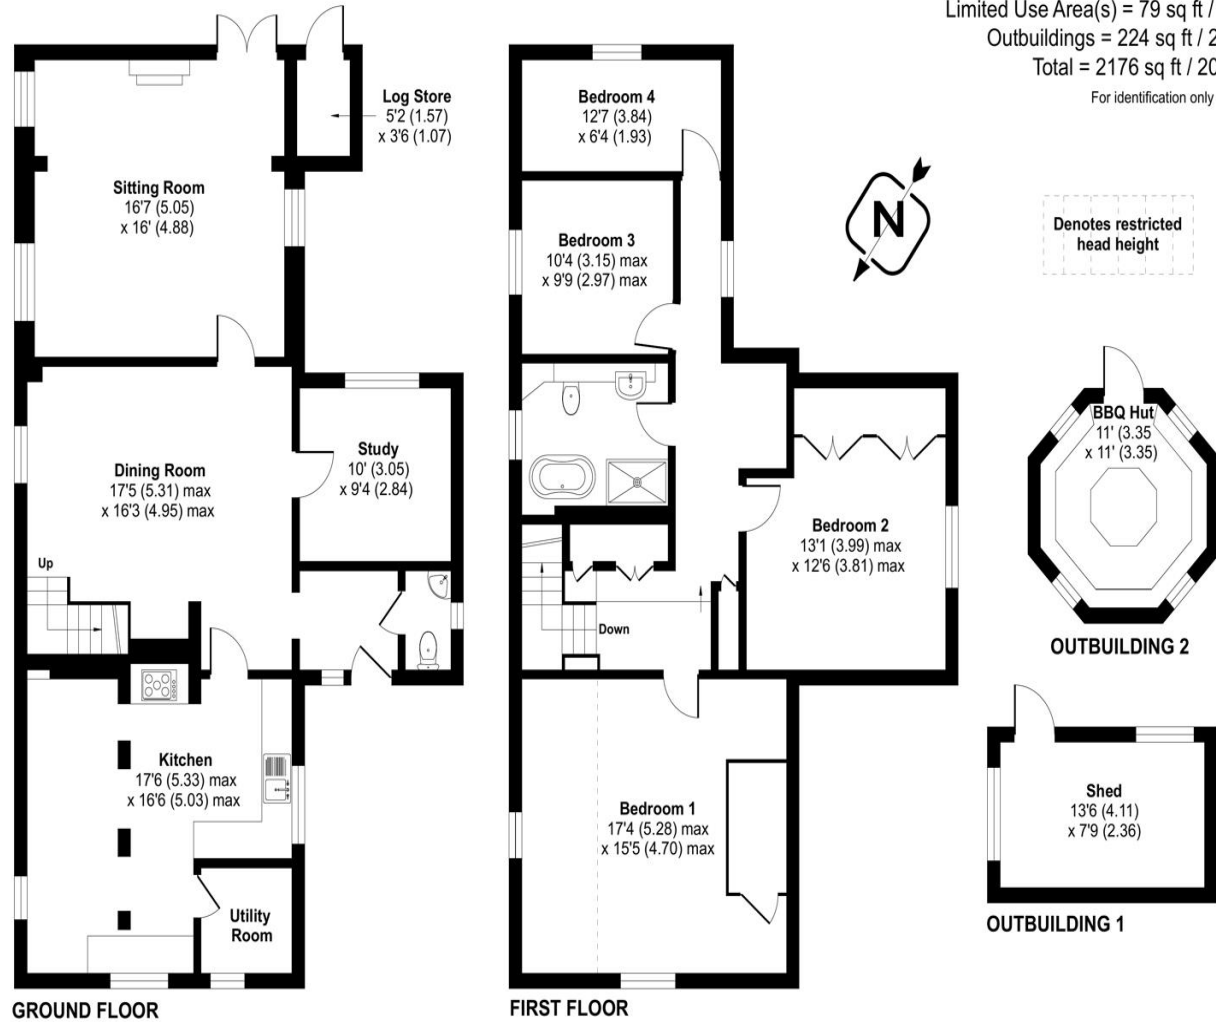 Limited Use Area(s) = 79 sq ft /
Outbuildings = 224 sq ft / 2
Total = 2176 sq ft / 20
For identification only
Log Store
5'2 (1.57)
x 3'6 (1.07)
Sitting Room
16'7 (5.05)
x 16' (4.88)
Dining Room
17'5 (5.31) max
x 16'3 (4.95) max
Study
10' (3.05)
x 9'4 (2.84)
Up
Kitchen
17'6 (5.33) max
x 16'6 (5.03) max
Utility
Room
GROUND FLOOR
Bedroom 4
12'7 (3.84)
x 6'4 (1.93)
Bedroom 3
10'4 (3.15) max
x 9'9 (2.97) max
Bedroom 2
13'1 (3.99) max
x 12'6 (3.81) max
Down
Bedroom 1
17'4 (5.28) max
x 15'5 (4.70) max
FIRST FLOOR
N
Denotes restricted
head height
BBQ Hut
11' (3.35
x 11' (3.35)
OUTBUILDING 2
Shed
13'6 (4.11)
x 7'9 (2.36)
OUTBUILDING 1